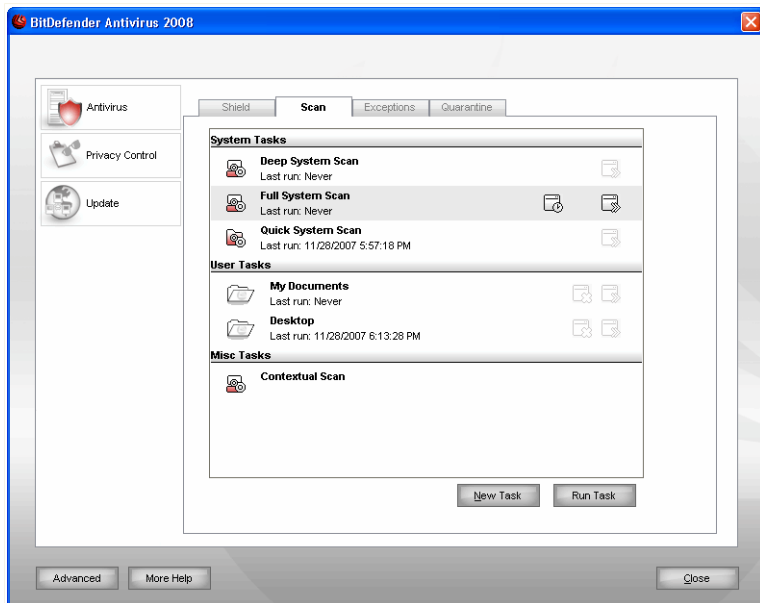 BitDefender Antivirus 2008
Antivirus
Privacy Control
Update
Shield
Scan
Exceptions
Quarantine
System Tasks
Deep System Scan
Last run: Never
Full System Scan
Last run: Never
Quick System Scan
Last run: 11/28/2007 5:57:18 PM
User Tasks
My Documents
Last run: Never
Desktop
Last run: 11/28/2007 6:13:28 PM
Misc Tasks
Contextual Scan
New Task
Run Task
Advanced
More Help
Close